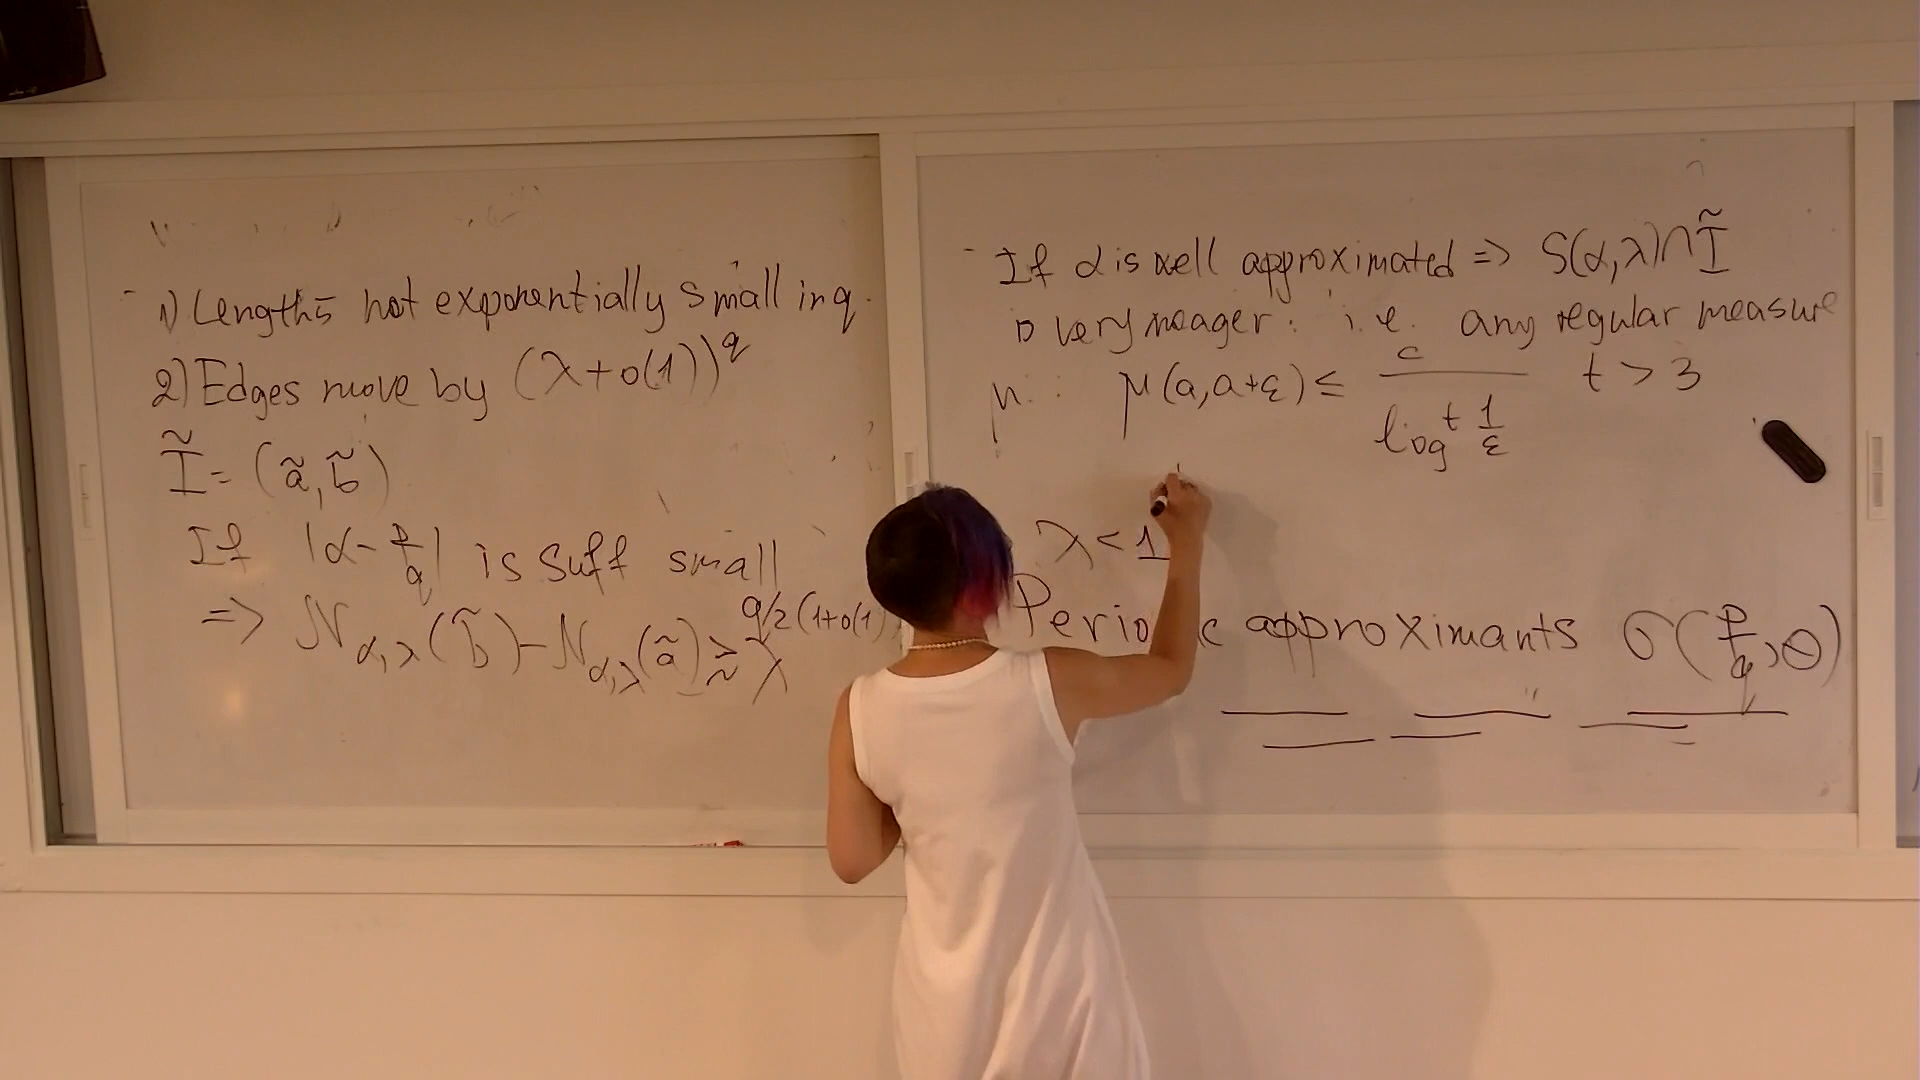 1) Lengths not exponentially small in q.
2) Edges move by (λ+o(1))^q
Ĩ = (ã, b̃)
If |α - p/q| is suff small
=> N_{α,λ}(b̃) - N_{α,λ}(ã) ≳ λ^{q/2(1+o(1)
- If α is well approximated => S(α,λ)∩Ĩ
is very meager: i.e. any regular measure
μ: μ(a,a+ε) ≤ c / log^t 1/ε t > 3
λ < 1
Periodic approximants σ(p/q,θ)